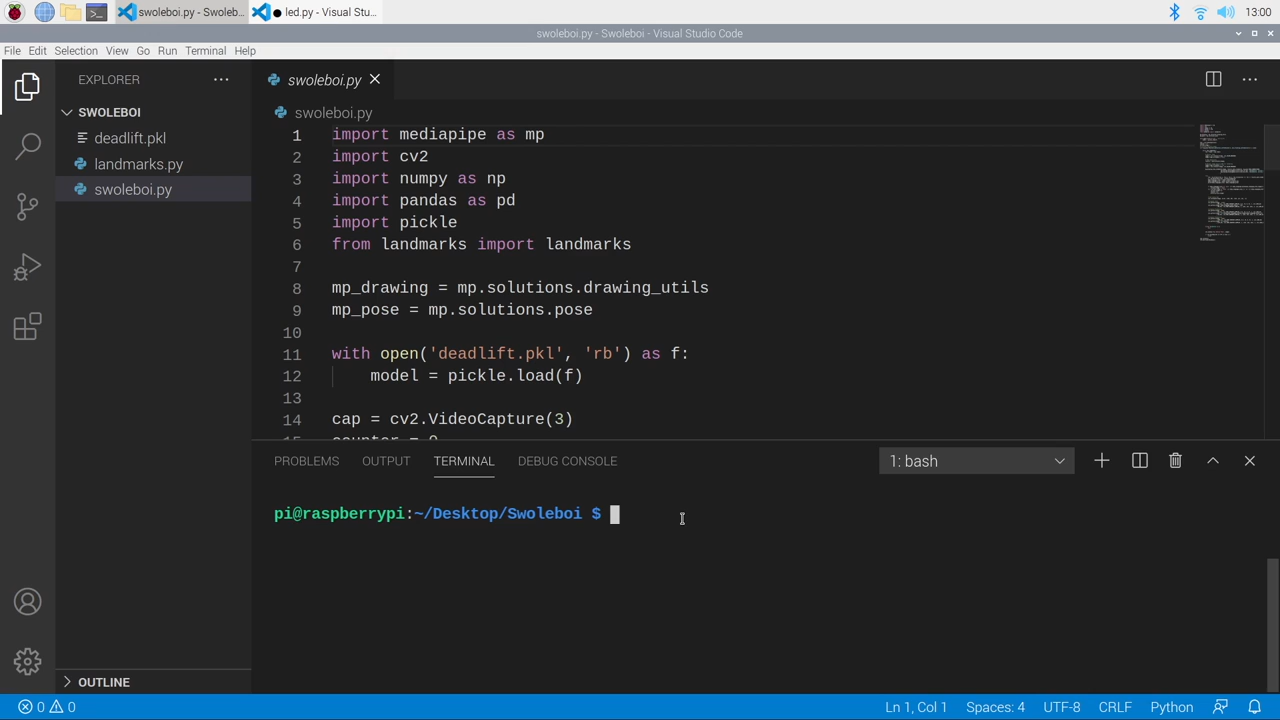 swoleboi.py - Swoleb...
led.py - Visual Stu...
13:00
swoleboi.py - Swoleboi - Visual Studio Code
File Edit Selection View Go Run Terminal Help
EXPLORER
SWOLEBOI
deadlift.pkl
landmarks.py
swoleboi.py
OUTLINE
swoleboi.py
swoleboi.py
1 import mediapipe as mp
2 import cv2
3 import numpy as np
4 import pandas as pd
5 import pickle
6 from landmarks import landmarks
7
8 mp_drawing = mp.solutions.drawing_utils
9 mp_pose = mp.solutions.pose
10
11 with open('deadlift.pkl', 'rb') as f:
12 model = pickle.load(f)
13
14 cap = cv2.VideoCapture(3)
15 counter = 0
PROBLEMS OUTPUT TERMINAL DEBUG CONSOLE 1: bash
pi@raspberrypi:~/Desktop/Swoleboi $
0 0 Ln 1, Col 1 Spaces: 4 UTF-8 CRLF Python